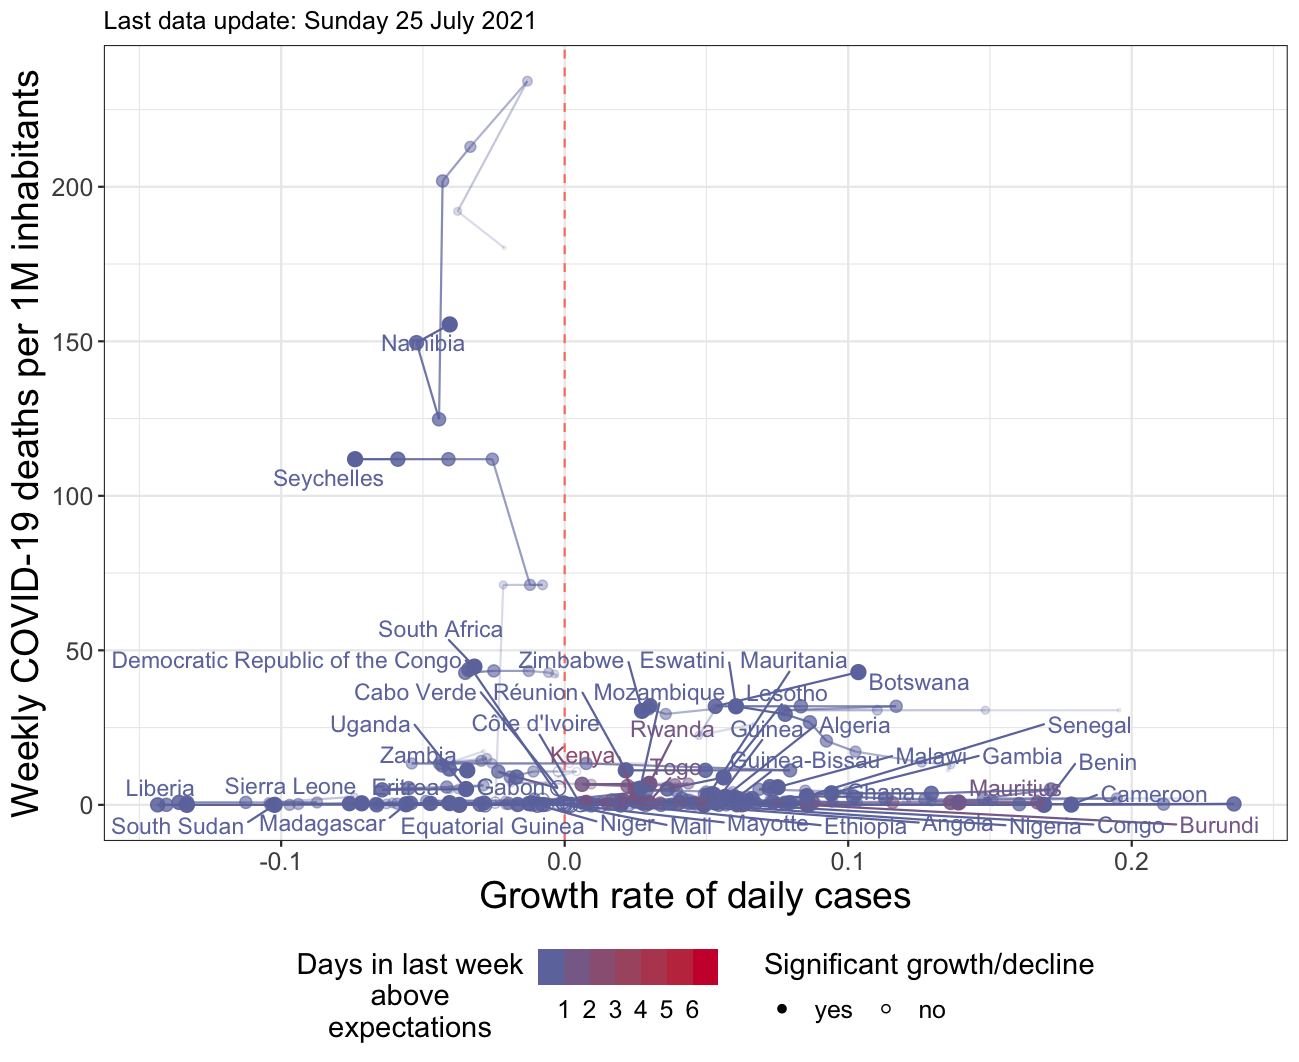 Last data update: Sunday 25 July 2021
Weekly COVID-19 deaths per 1M inhabitants
200
150
100
50
0
Namibia
Seychelles
South Africa
Democratic Republic of the Congo
Zimbabwe
Eswatini
Mauritania
Botswana
Cabo Verde
Réunion
Mozambique
Lesotho
Uganda
Côte d'Ivoire
Rwanda
Guinea
Algeria
Senegal
Zambia
Kenya
Togo
Guinea-Bissau
Malawi
Gambia
Benin
Liberia
Sierra Leone
Eritrea
Gabon
Ghana
Mauritius
Cameroon
South Sudan
Madagascar
Equatorial Guinea
Niger
Mali
Mayotte
Ethiopia
Angola
Nigeria
Congo
Burundi
-0.1
0.0
0.1
0.2
Growth rate of daily cases
Days in last week
above
expectations
1 2 3 4 5 6
Significant growth/decline
yes
no